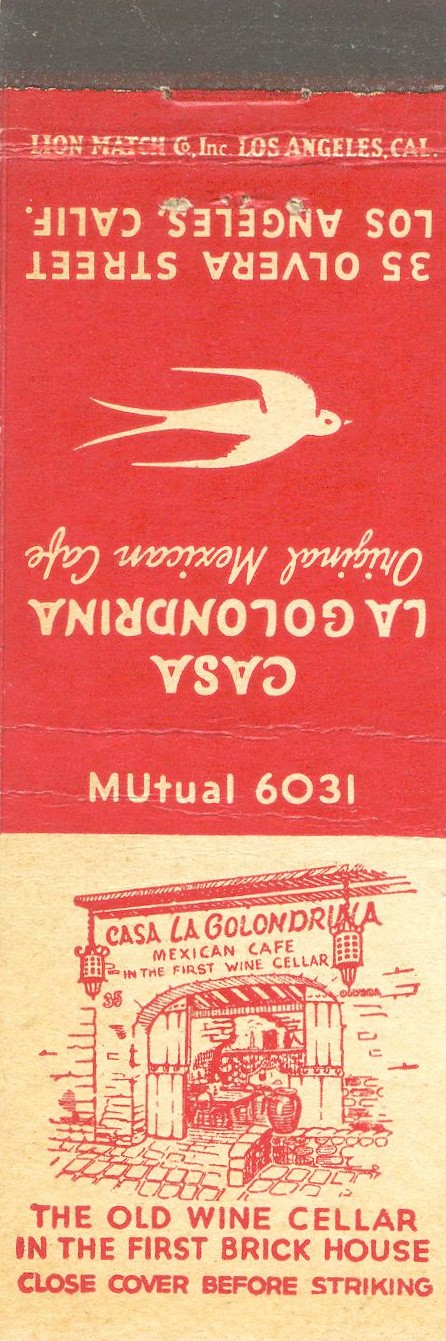 LION MATCH Co, Inc LOS ANGELES, CAL.
CASA
LA GOLONDRINA
Original Mexican Cafe
35 OLVERA STREET
LOS ANGELES, CALIF.
MUtual 6031
CASA LA GOLONDRINA
MEXICAN CAFE
IN THE FIRST WINE CELLAR
35
OLVERA
THE OLD WINE CELLAR
IN THE FIRST BRICK HOUSE
CLOSE COVER BEFORE STRIKING